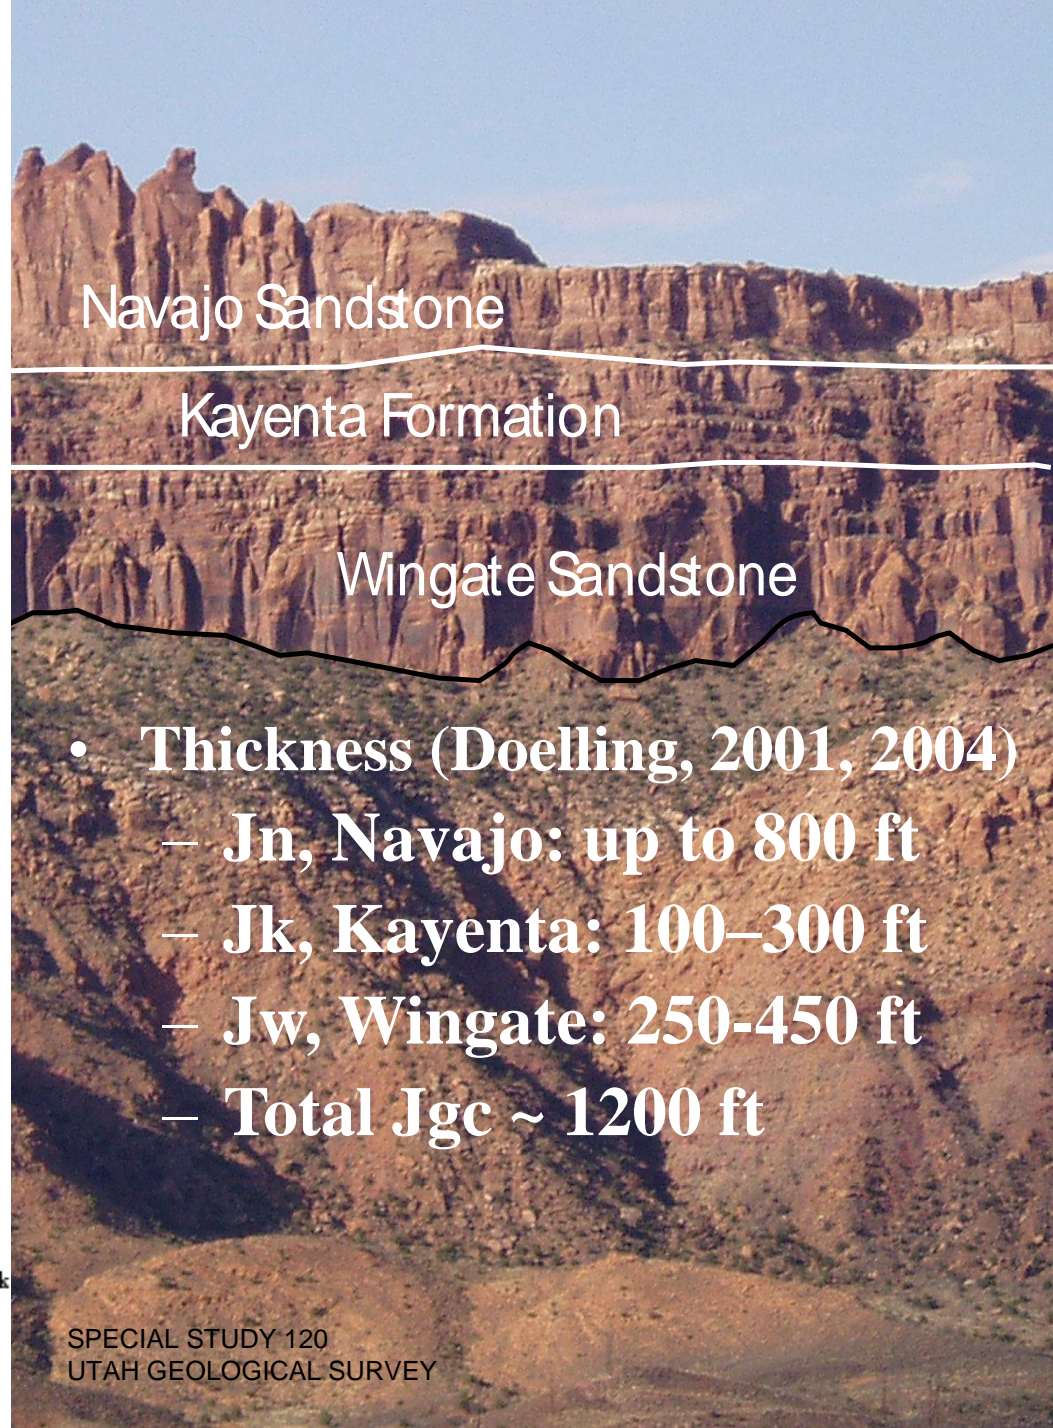 Navajo Sandstone
Kayenta Formation
Wingate Sandstone
• Thickness (Doelling, 2001, 2004)
– Jn, Navajo: up to 800 ft
– Jk, Kayenta: 100–300 ft
– Jw, Wingate: 250-450 ft
– Total Jgc ~ 1200 ft
k
SPECIAL STUDY 120
UTAH GEOLOGICAL SURVEY